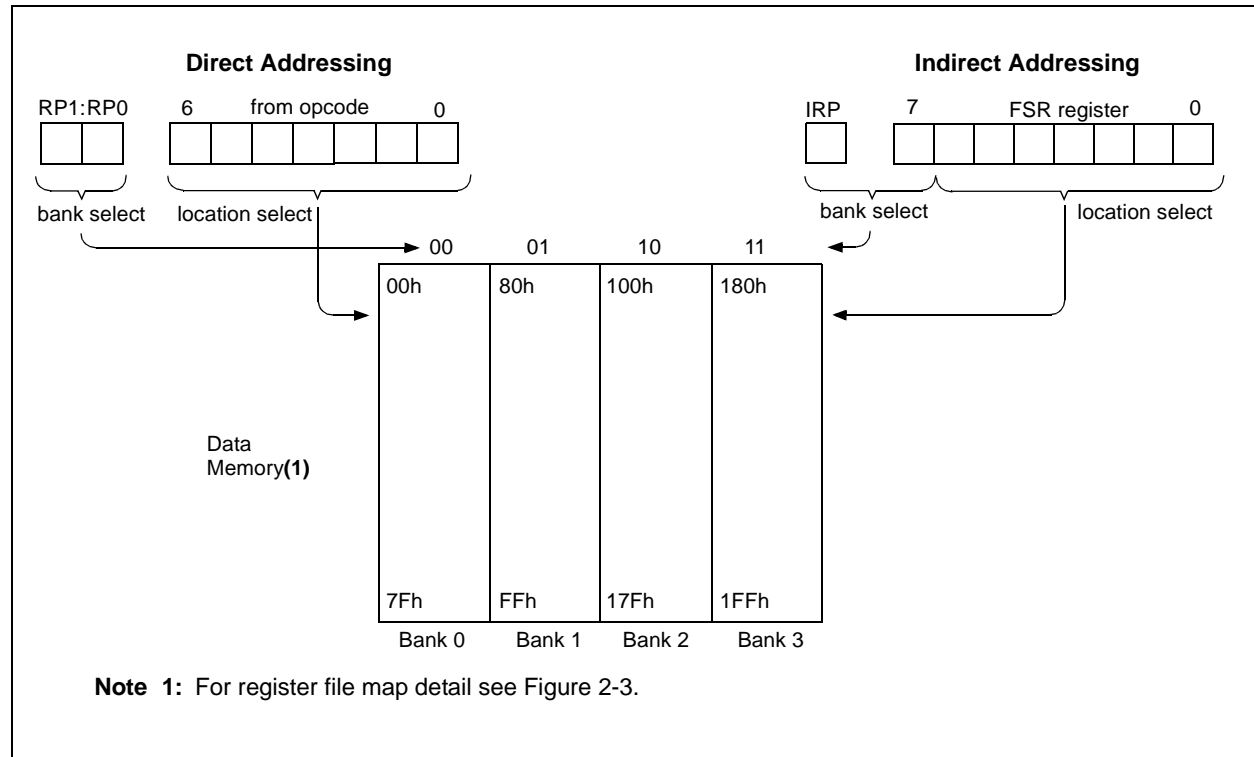 Direct Addressing
Indirect Addressing
RP1:RP0 6 from opcode 0
IRP 7 FSR register 0
bank select location select
bank select location select
00 01 10 11
00h 80h 100h 180h
Data
Memory(1)
7Fh FFh 17Fh 1FFh
Bank 0 Bank 1 Bank 2 Bank 3
Note 1: For register file map detail see Figure 2-3.